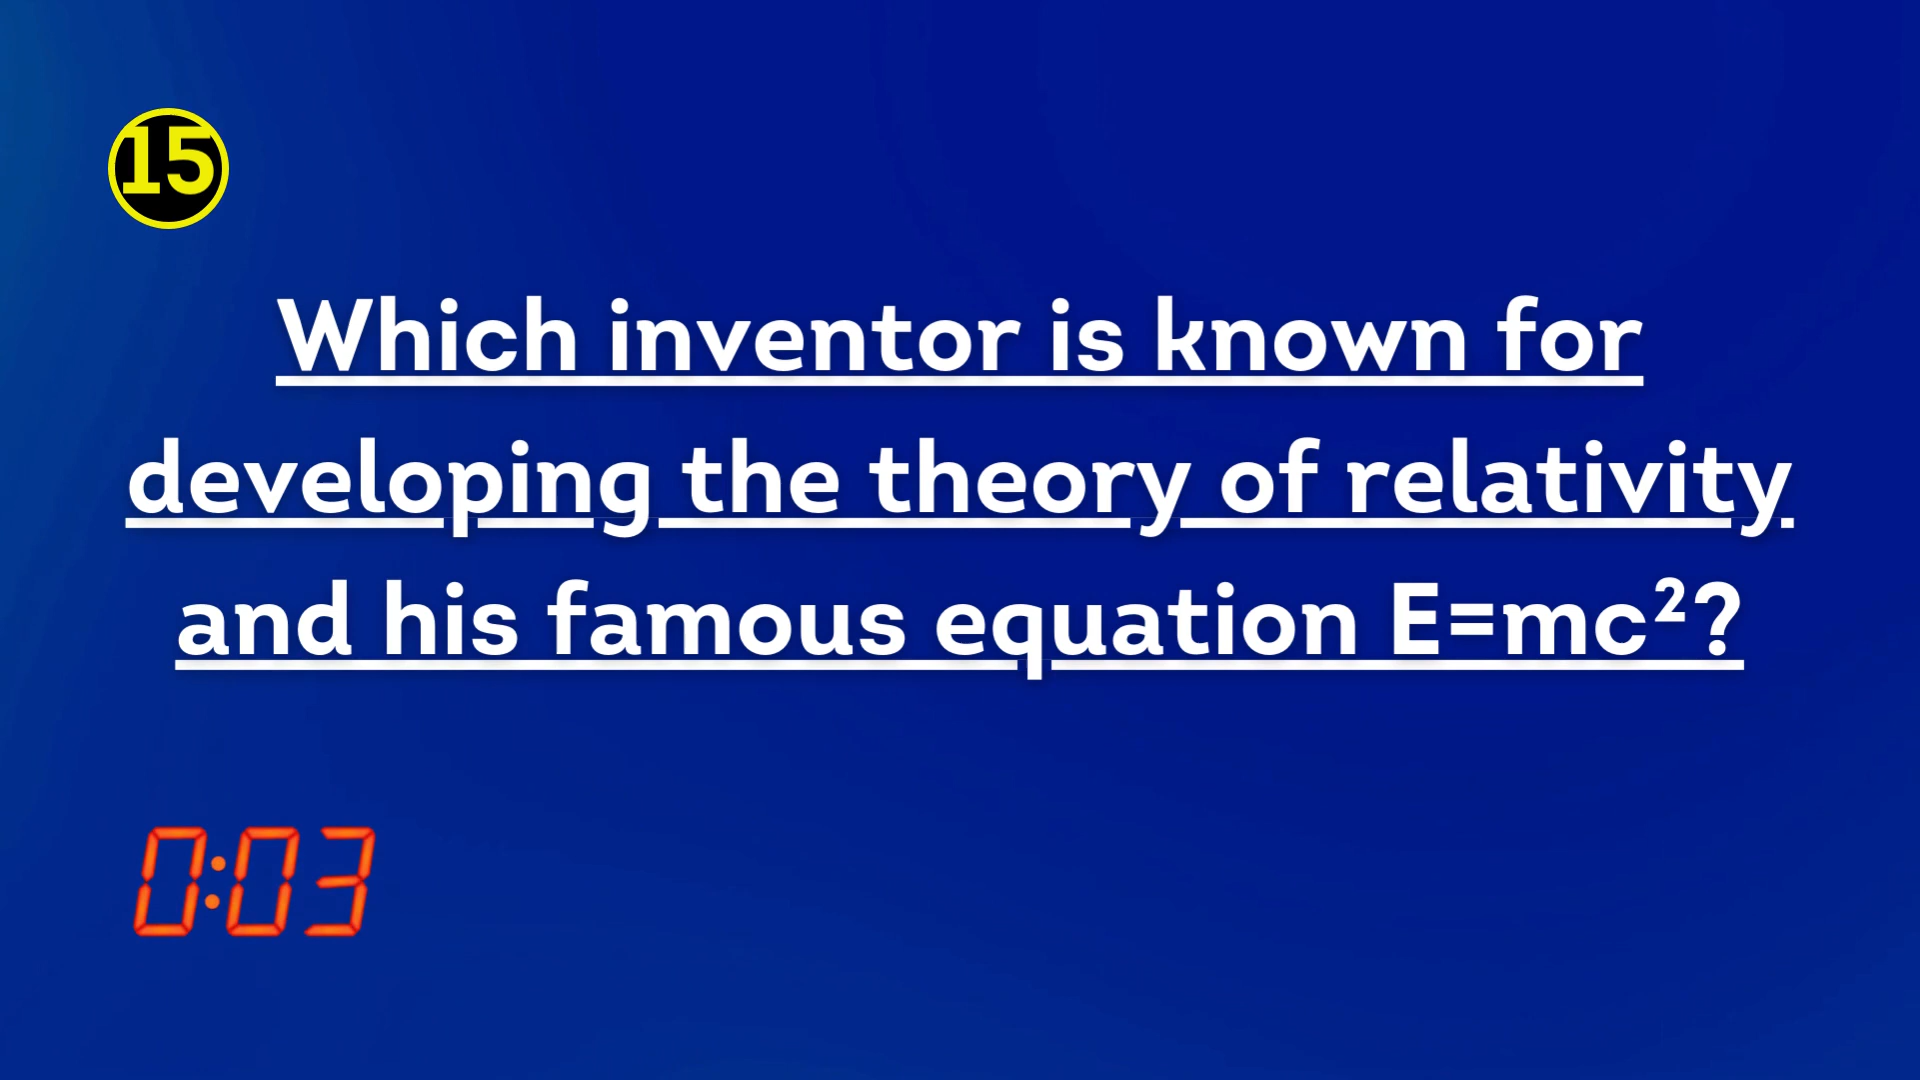 15
Which inventor is known for
developing the theory of relativity
and his famous equation E=mc²?
0:03